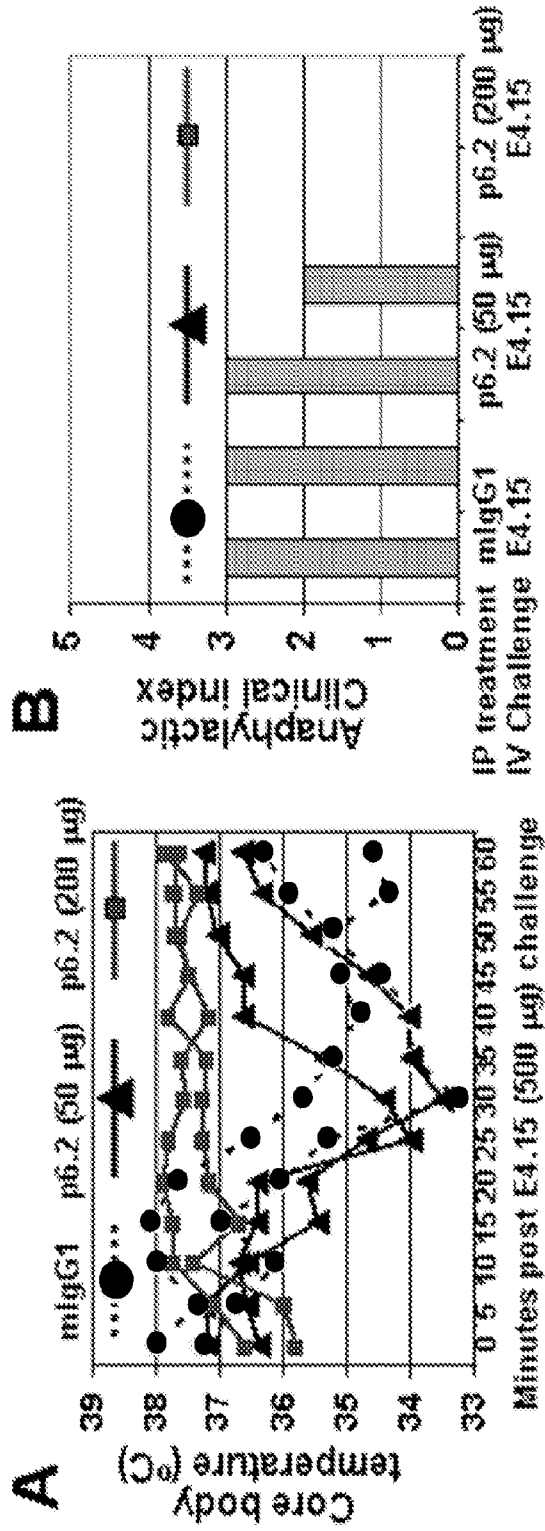 A
mIgG1 p6.2 (50 µg) p6.2 (200 µg)
Core body
temperature (ºC)
39
38
37
36
35
34
33
0 5 10 15 20 25 30 35 40 45 50 55 60
Minutes post E4.15 (500 µg) challenge
B
Anaphylactic
Clinical index
5
4
3
2
1
0
IP treatment mIgG1 p6.2 (50 µg) p6.2 (200 µg)
IV Challenge E4.15 E4.15 E4.15